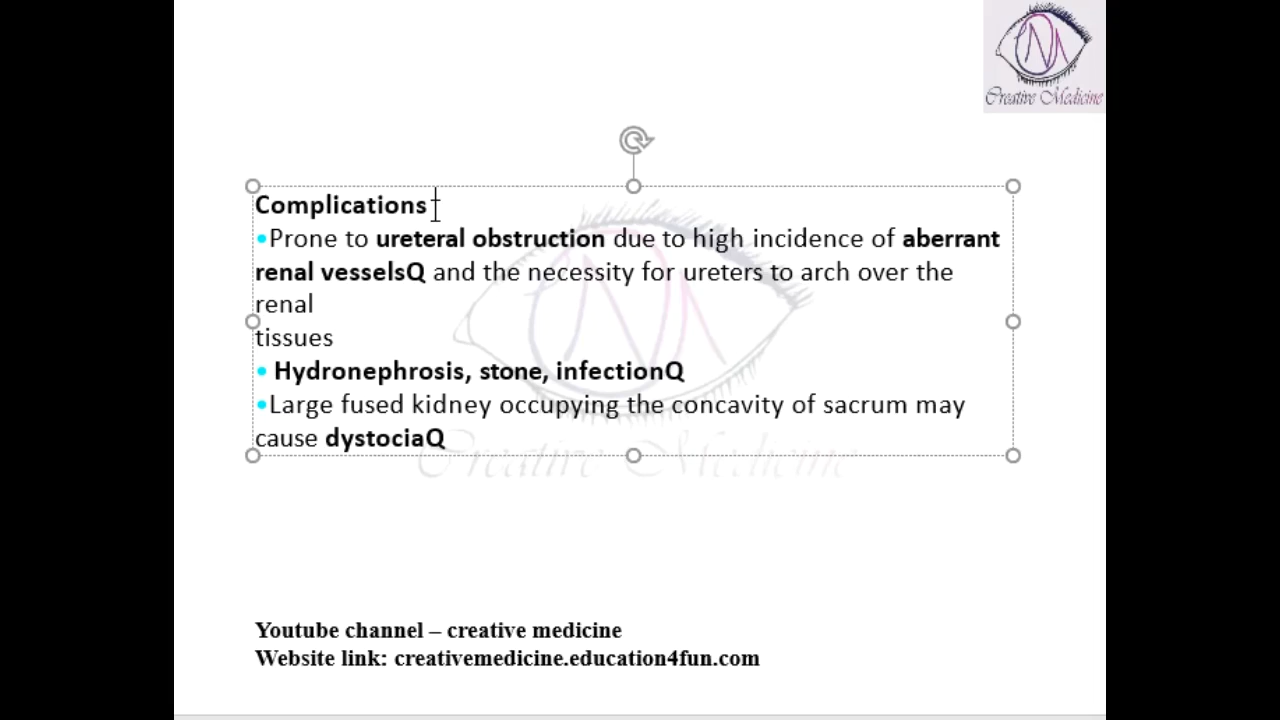 Creative Medicine
Complications
•Prone to ureteral obstruction due to high incidence of aberrant
renal vesselsQ and the necessity for ureters to arch over the
renal
tissues
• Hydronephrosis, stone, infectionQ
•Large fused kidney occupying the concavity of sacrum may
cause dystociaQ
Creative Medicine
Youtube channel – creative medicine
Website link: creativemedicine.education4fun.com